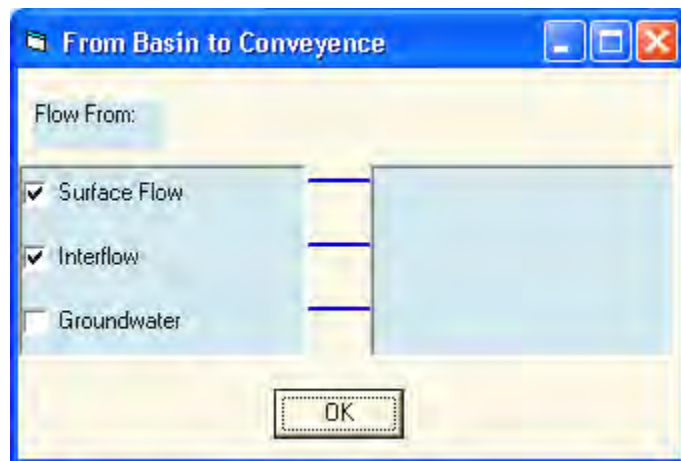 From Basin to Conveyence
Flow From:
Surface Flow
Interflow
Groundwater
OK